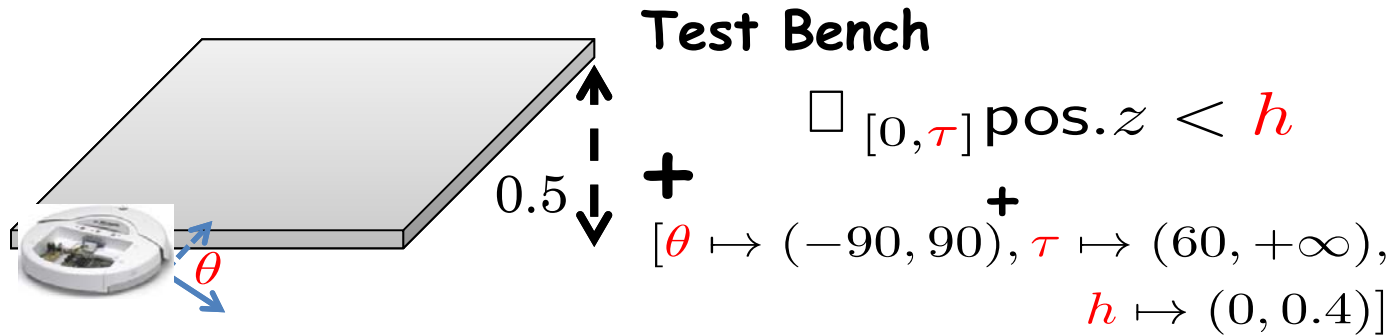 Test Bench
□[0,τ] pos.z < h
+
0.5
+
[θ ↦ (−90, 90), τ ↦ (60, +∞),
θ
h ↦ (0, 0.4)]